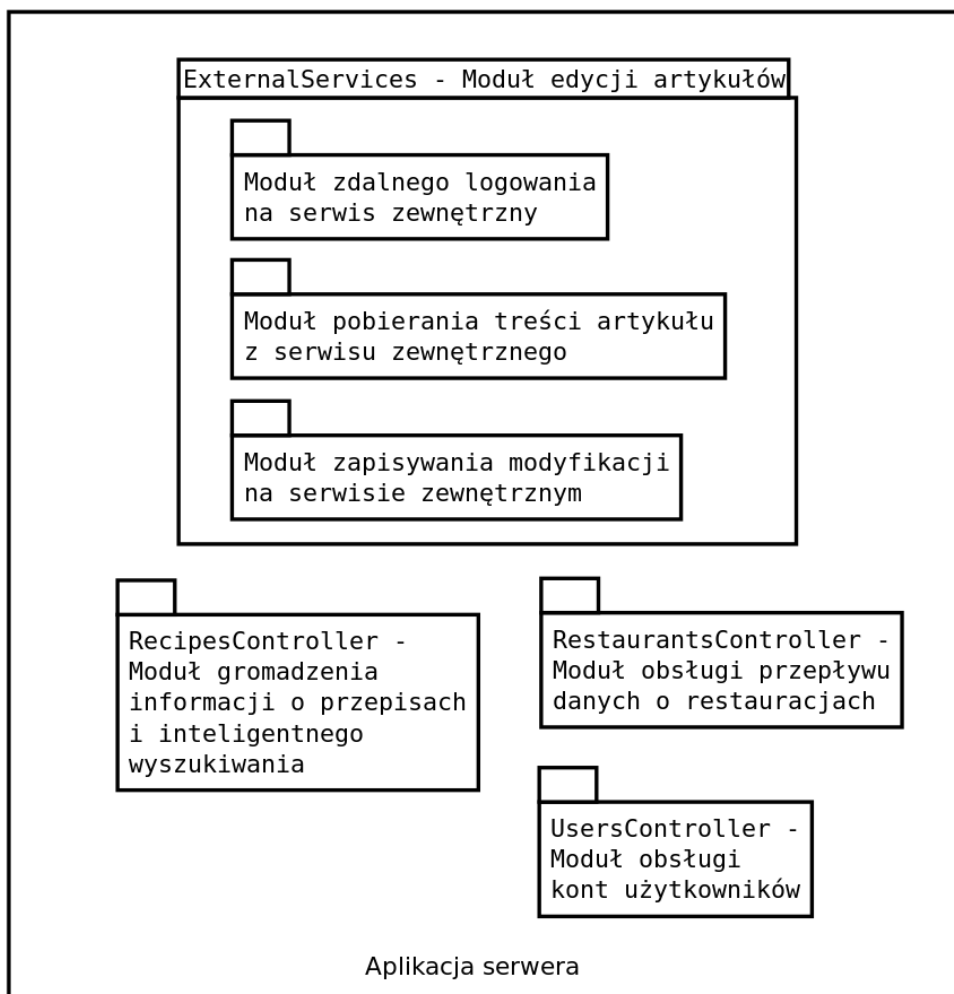 ExternalServices - Moduł edycji artykułów
Moduł zdalnego logowania
na serwis zewnętrzny
Moduł pobierania treści artykułu
z serwisu zewnętrznego
Moduł zapisywania modyfikacji
na serwisie zewnętrznym
RecipesController -
Moduł gromadzenia
informacji o przepisach
i inteligentnego
wyszukiwania
RestaurantsController -
Moduł obsługi przepływu
danych o restauracjach
UsersController -
Moduł obsługi
kont użytkowników
Aplikacja serwera